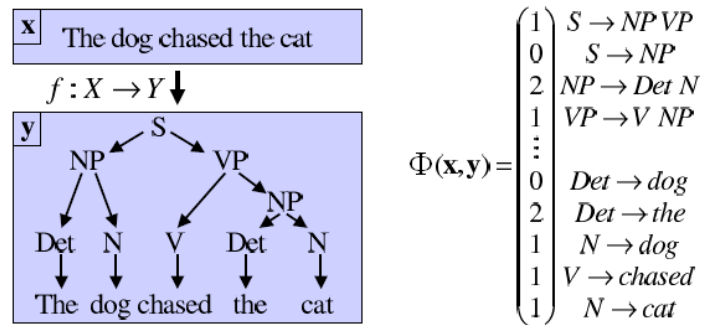 x
The dog chased the cat
f : X → Y
y
S
NP VP
NP
Det N V Det N
The dog chased the cat
Φ(x,y) =
1 S → NP VP
0 S → NP
2 NP → Det N
1 VP → V NP
⋮
0 Det → dog
2 Det → the
1 N → dog
1 V → chased
1 N → cat